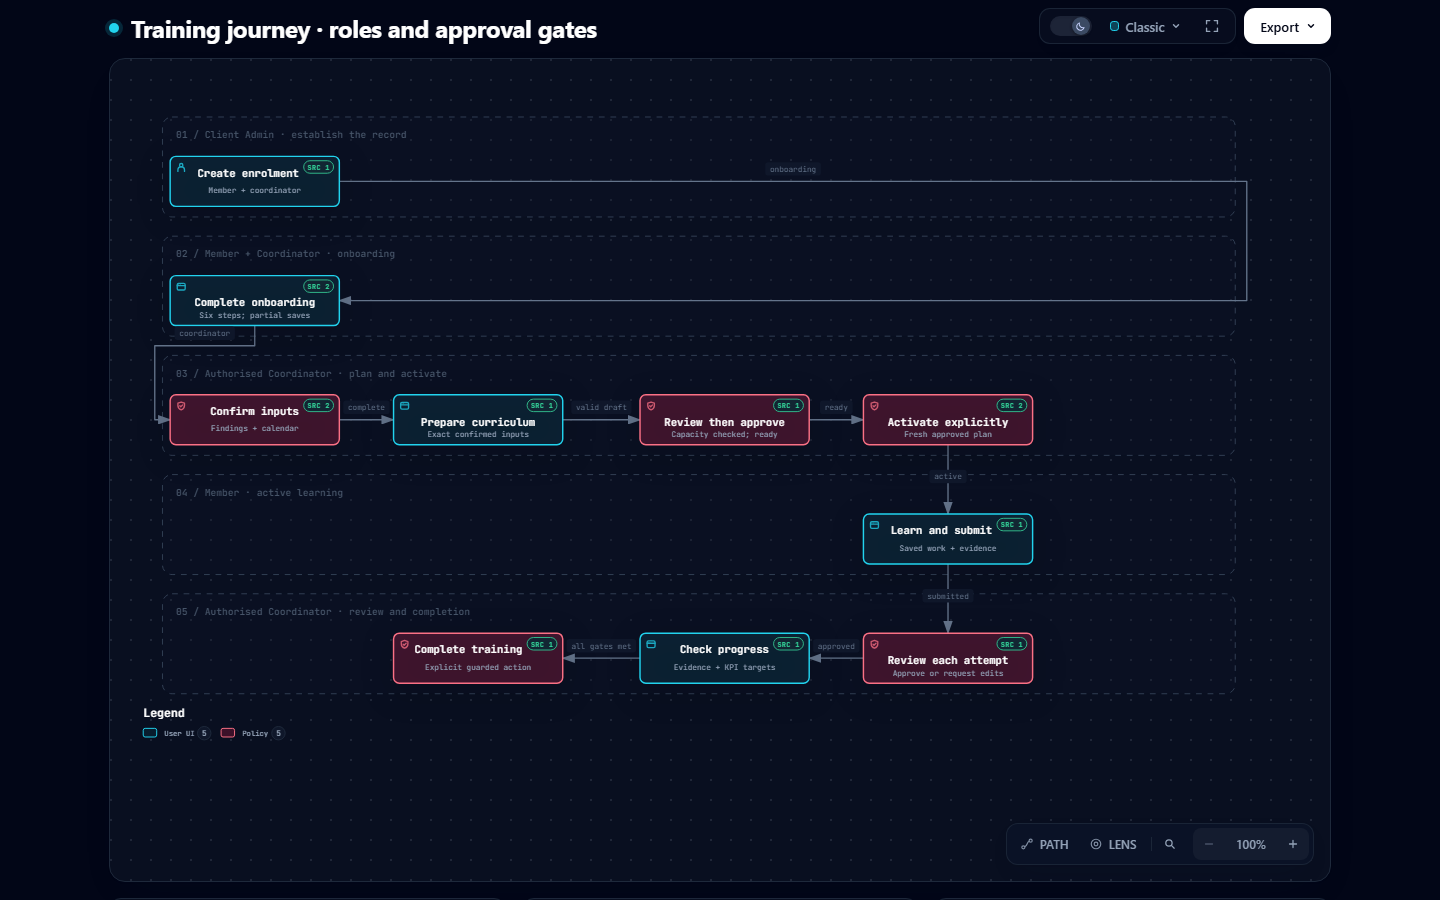 Training journey · roles and approval gates
Classic
Export
01 / Client Admin · establish the record
Create enrolment
SRC 1
Member + coordinator
onboarding
02 / Member + Coordinator · onboarding
SRC 2
Complete onboarding
Six steps; partial saves
coordinator
03 / Authorised Coordinator · plan and activate
Confirm inputs
SRC 2
Findings + calendar
complete
SRC 1
Prepare curriculum
Exact confirmed inputs
valid draft
SRC 1
Review then approve
Capacity checked; ready
ready
SRC 2
Activate explicitly
Fresh approved plan
active
04 / Member · active learning
Learn and submit
SRC 1
Saved work + evidence
submitted
05 / Authorised Coordinator · review and completion
Complete training
SRC 1
Explicit guarded action
all gates met
Check progress
SRC 1
Evidence + KPI targets
approved
SRC 1
Review each attempt
Approve or request edits
Legend
User UI 5
Policy 5
PATH
LENS
− 100% +